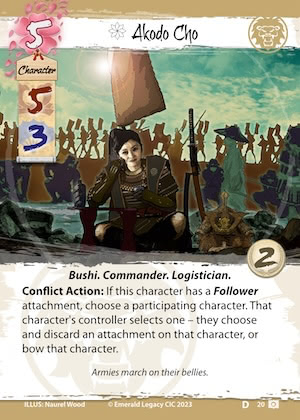 5
Akodo Cho
Character
5
3
2
Bushi. Commander. Logistician.
Conflict Action: If this character has a Follower
attachment, choose a participating character. That
character's controller selects one – they choose
and discard an attachment on that character, or
bow that character.
Armies march on their bellies.
ILLUS: Naurel Wood © Emerald Legacy CIC 2023 D 20